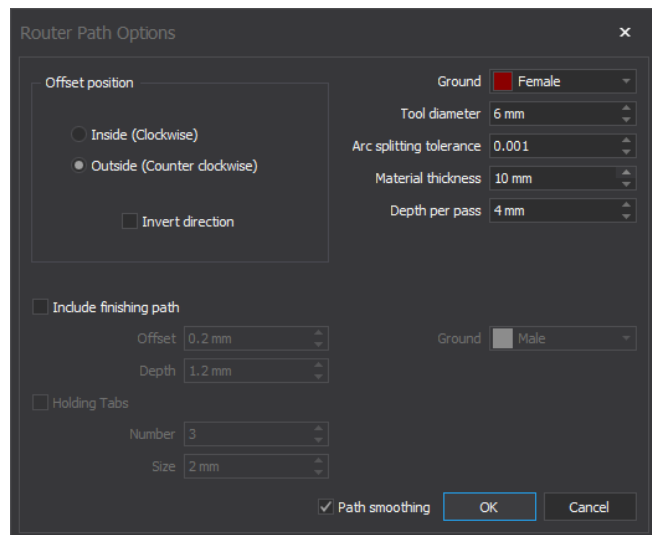 Router Path Options
Offset position
Inside (Clockwise)
Outside (Counter clockwise)
Invert direction
Ground Female
Tool diameter 6 mm
Arc splitting tolerance 0.001
Material thickness 10 mm
Depth per pass 4 mm
Include finishing path
Offset 0.2 mm
Ground Male
Depth 1.2 mm
Holding Tabs
Number 3
Size 2 mm
Path smoothing OK Cancel